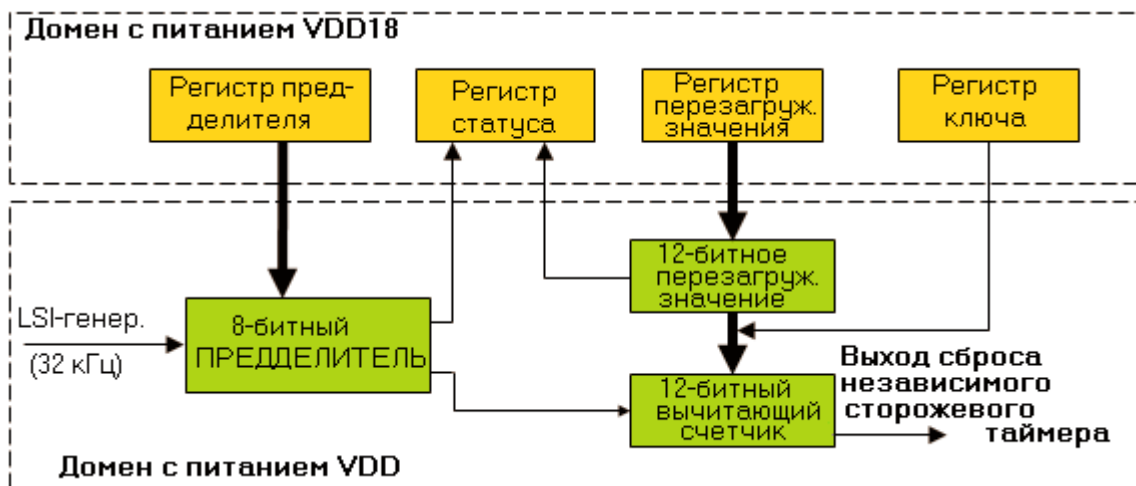 Домен с питанием VDD18
Регистр пред-
делителя
Регистр
статуса
Регистр
перезагруж.
значения
Регистр
ключа
12-битное
перезагруж.
значение
LSI-генер.
(32 кГц)
8-битный
ПРЕДДЕЛИТЕЛЬ
12-битный
вычитающий
счетчик
Выход сброса
независимого
сторожевого
таймера
Домен с питанием VDD